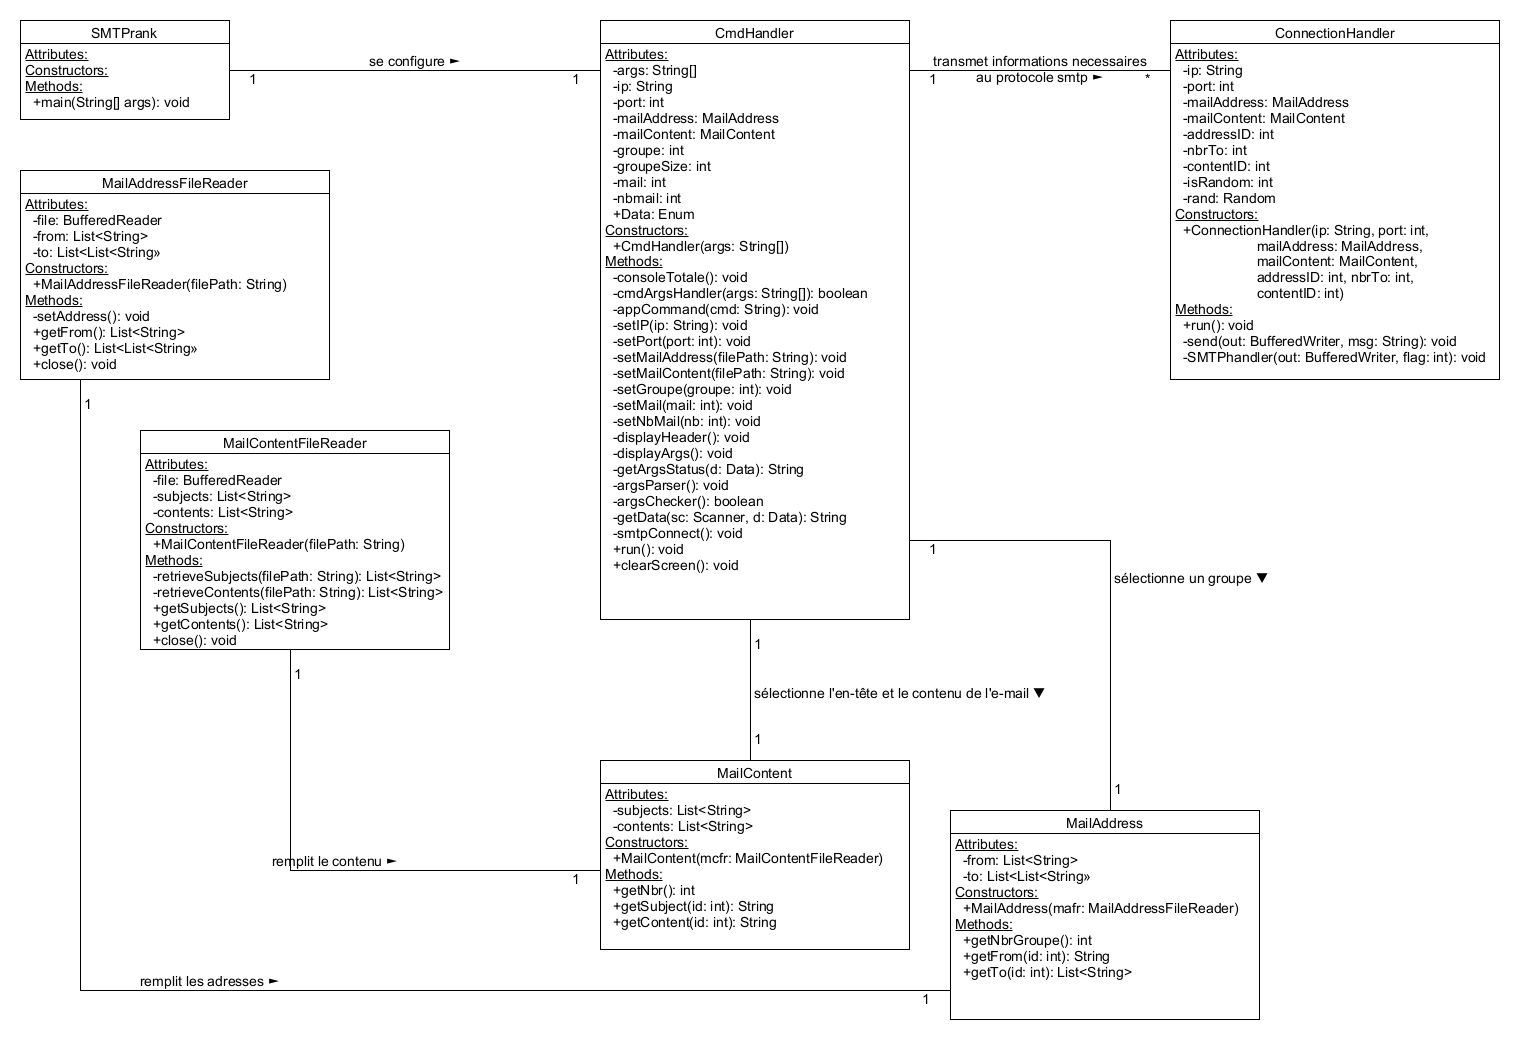 SMTPrank
Attributes:
Constructors:
Methods:
+main(String[] args): void
se configure ►
1
1
CmdHandler
Attributes:
-args: String[]
-ip: String
-port: int
-mailAddress: MailAddress
-mailContent: MailContent
-groupe: int
-groupeSize: int
-mail: int
-nbmail: int
+Data: Enum
Constructors:
+CmdHandler(args: String[])
Methods:
-consoleTotale(): void
-cmdArgsHandler(args: String[]): boolean
-appCommand(cmd: String): void
-setIP(ip: String): void
-setPort(port: int): void
-setMailAddress(filePath: String): void
-setMailContent(filePath: String): void
-setGroupe(groupe: int): void
-setMail(mail: int): void
-setNbMail(nb: int): void
-displayHeader(): void
-displayArgs(): void
-getArgsStatus(d: Data): String
-argsParser(): void
-argsChecker(): boolean
-getData(sc: Scanner, d: Data): String
-smtpConnect(): void
+run(): void
+clearScreen(): void
transmet informations necessaires
au protocole smtp ►
1
*
ConnectionHandler
Attributes:
-ip: String
-port: int
-mailAddress: MailAddress
-mailContent: MailContent
-addressID: int
-nbrTo: int
-contentID: int
-isRandom: int
-rand: Random
Constructors:
+ConnectionHandler(ip: String, port: int,
mailAddress: MailAddress,
mailContent: MailContent,
addressID: int, nbrTo: int,
contentID: int)
Methods:
+run(): void
-send(out: BufferedWriter, msg: String): void
-SMTPhandler(out: BufferedWriter, flag: int): void
MailAddressFileReader
Attributes:
-file: BufferedReader
-from: List<String>
-to: List<List<String»
Constructors:
+MailAddressFileReader(filePath: String)
Methods:
-setAddress(): void
+getFrom(): List<String>
+getTo(): List<List<String»
+close(): void
1
MailContentFileReader
Attributes:
-file: BufferedReader
-subjects: List<String>
-contents: List<String>
Constructors:
+MailContentFileReader(filePath: String)
Methods:
-retrieveSubjects(filePath: String): List<String>
-retrieveContents(filePath: String): List<String>
+getSubjects(): List<String>
+getContents(): List<String>
+close(): void
1
1
sélectionne un groupe ▼
1
1
sélectionne l'en-tête et le contenu de l'e-mail ▼
1
MailContent
Attributes:
-subjects: List<String>
-contents: List<String>
Constructors:
+MailContent(mcfr: MailContentFileReader)
Methods:
+getNbr(): int
+getSubject(id: int): String
+getContent(id: int): String
remplit le contenu ►
1
MailAddress
Attributes:
-from: List<String>
-to: List<List<String»
Constructors:
+MailAddress(mafr: MailAddressFileReader)
Methods:
+getNbrGroupe(): int
+getFrom(id: int): String
+getTo(id: int): List<String>
remplit les adresses ►
1